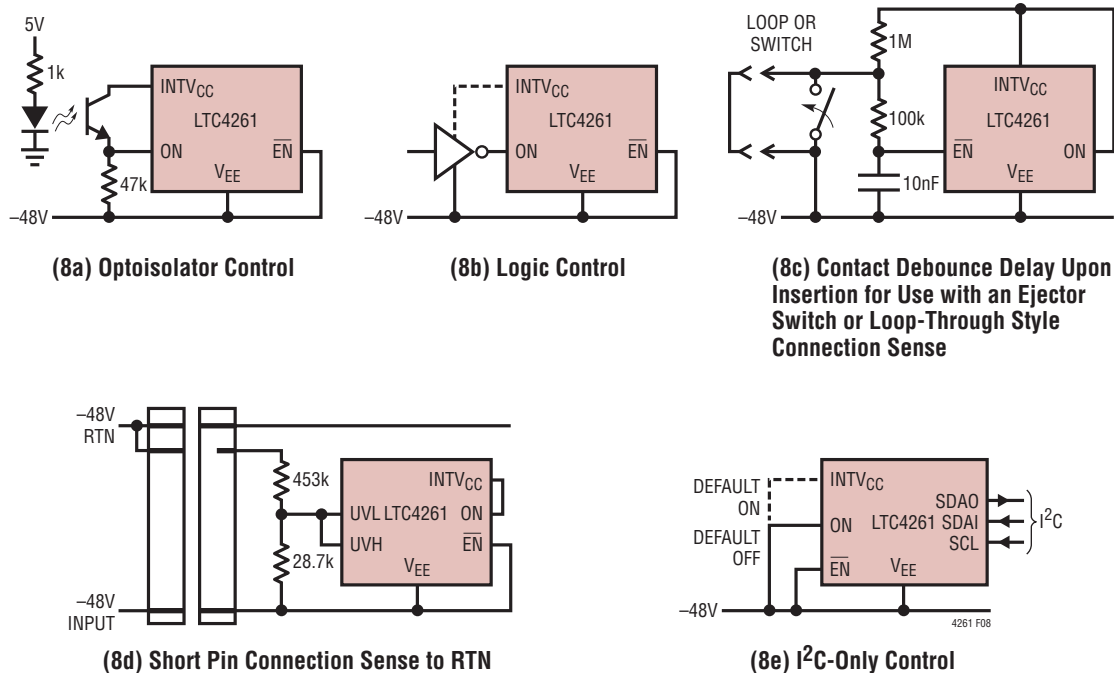 5V
1k
INTVCC
LTC4261
ON
EN
VEE
47k
–48V
(8a) Optoisolator Control
INTVCC
LTC4261
ON
EN
VEE
–48V
(8b) Logic Control
LOOP OR
SWITCH
1M
100k
10nF
INTVCC
LTC4261
EN
ON
VEE
–48V
(8c) Contact Debounce Delay Upon
Insertion for Use with an Ejector
Switch or Loop-Through Style
Connection Sense
–48V
RTN
453k
28.7k
INTVCC
UVL LTC4261 ON
UVH EN
VEE
–48V
INPUT
(8d) Short Pin Connection Sense to RTN
DEFAULT
ON
DEFAULT
OFF
INTVCC
ON
LTC4261
EN
VEE
SDAO
SDAI
SCL
I2C
–48V
4261 F08
(8e) I2C-Only Control